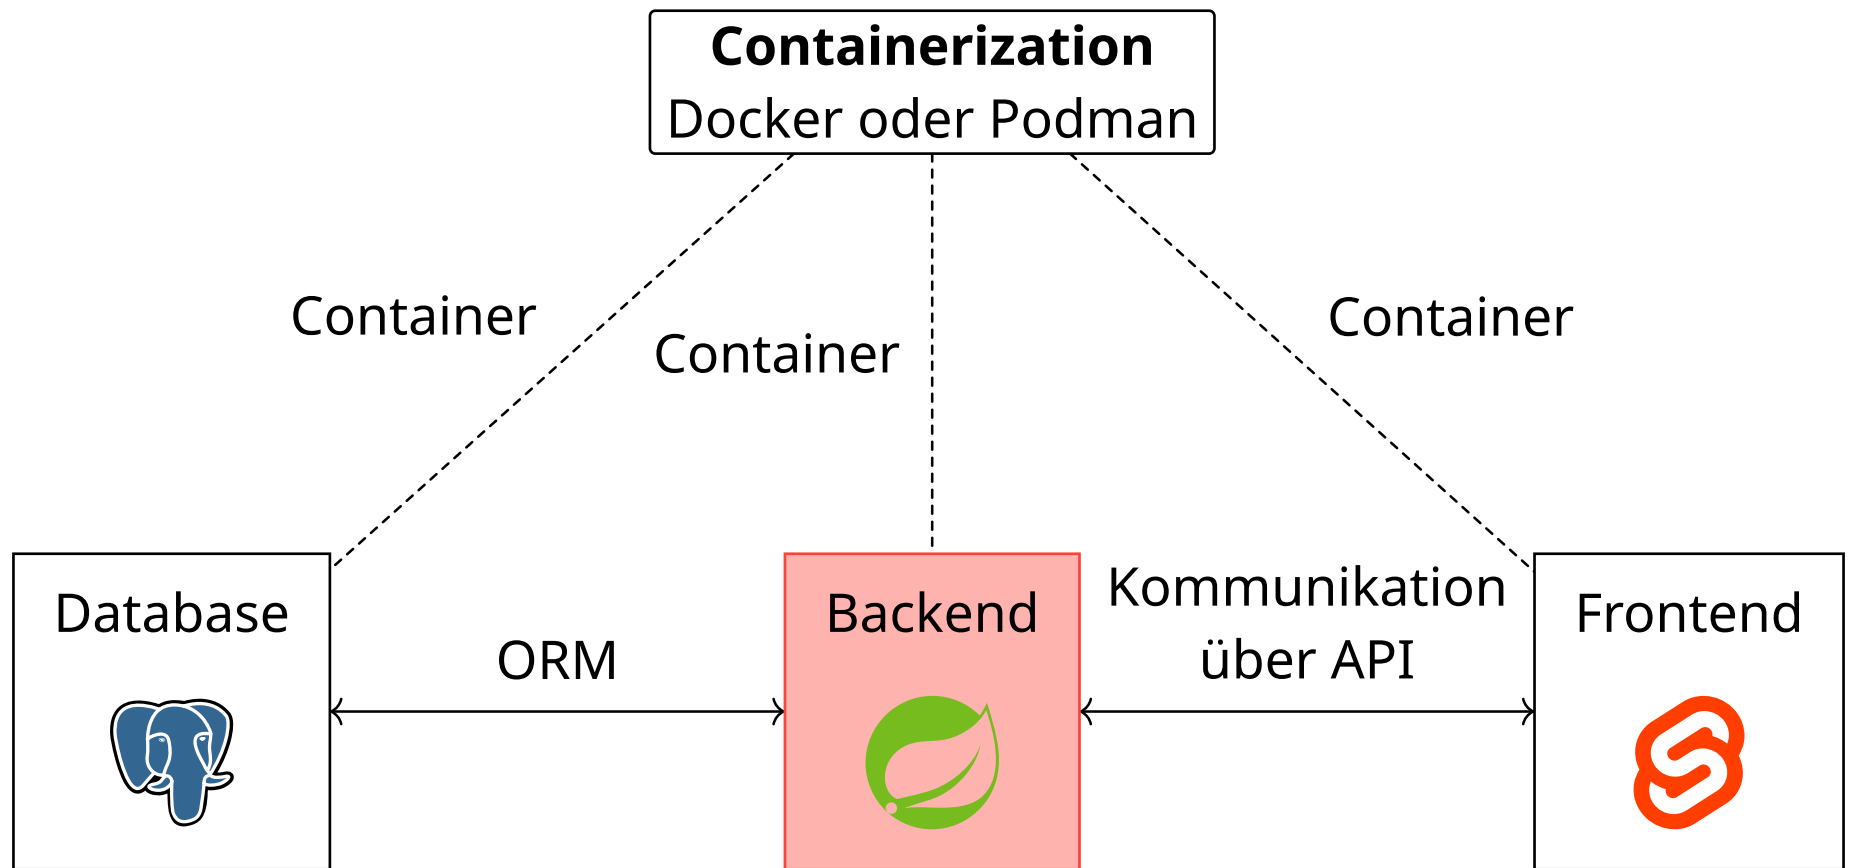 Containerization
Docker oder Podman
Container
Container
Container
Database
ORM
Backend
Kommunikation
über API
Frontend